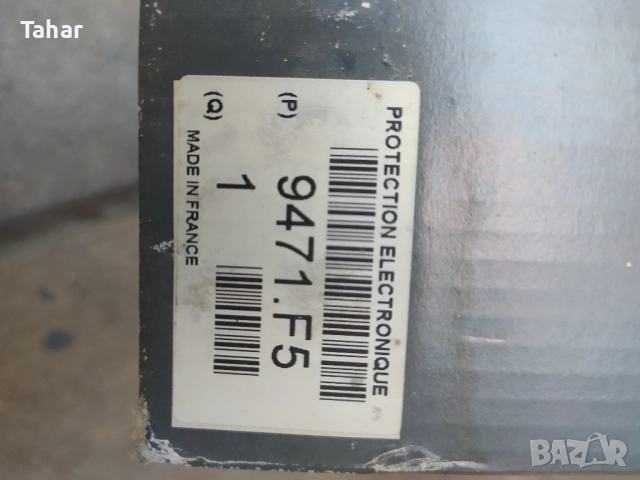 Tahar
PROTECTION ELECTRONIQUE
(P) 9471.F5
(Q) 1
MADE IN FRANCE
BAZAR